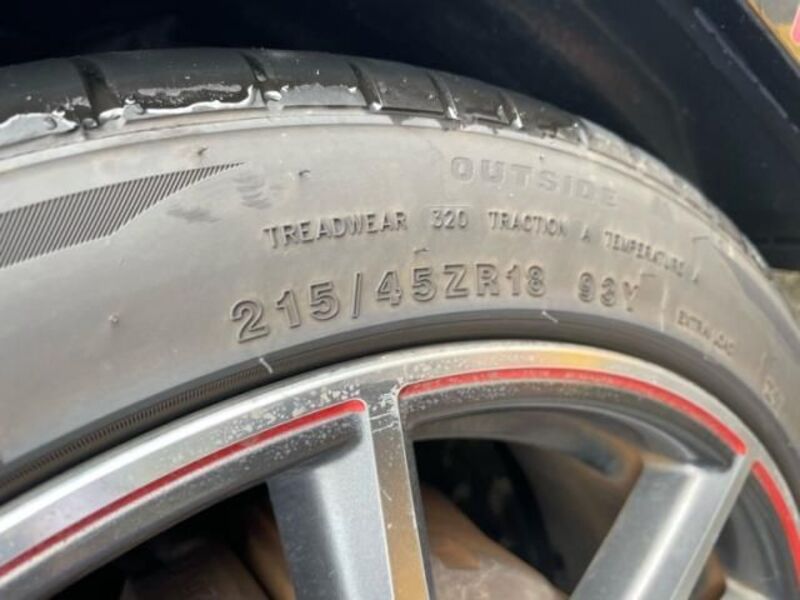 OUTSIDE
TREADWEAR 320 TRACTION A TEMPERATURE A
215/45ZR18 93Y EXTRA LOAD